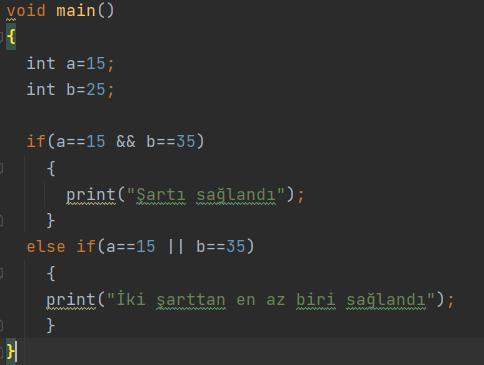 void main()
{
int a=15;
int b=25;
if(a==15 && b==35)
{
print("Şartı sağlandı");
}
else if(a==15 || b==35)
{
print("İki şarttan en az biri sağlandı");
}
}